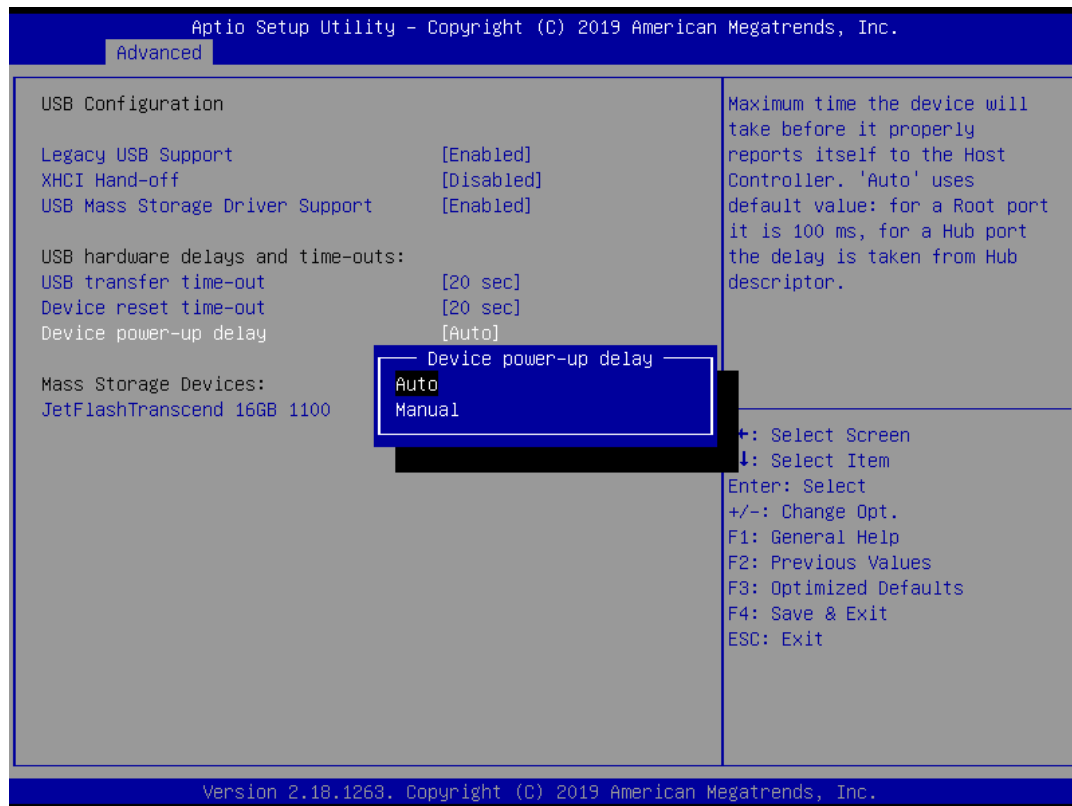 Aptio Setup Utility – Copyright (C) 2019 American Megatrends, Inc.
Advanced
USB Configuration
Legacy USB Support [Enabled]
XHCI Hand-off [Disabled]
USB Mass Storage Driver Support [Enabled]
USB hardware delays and time-outs:
USB transfer time-out [20 sec]
Device reset time-out [20 sec]
Device power-up delay [Auto]
Mass Storage Devices:
JetFlashTranscend 16GB 1100
Device power-up delay
Auto
Manual
Maximum time the device will
take before it properly
reports itself to the Host
Controller. 'Auto' uses
default value: for a Root port
it is 100 ms, for a Hub port
the delay is taken from Hub
descriptor.
: Select Screen
↓: Select Item
Enter: Select
+/-: Change Opt.
F1: General Help
F2: Previous Values
F3: Optimized Defaults
F4: Save & Exit
ESC: Exit
Version 2.18.1263. Copyright (C) 2019 American Megatrends, Inc.